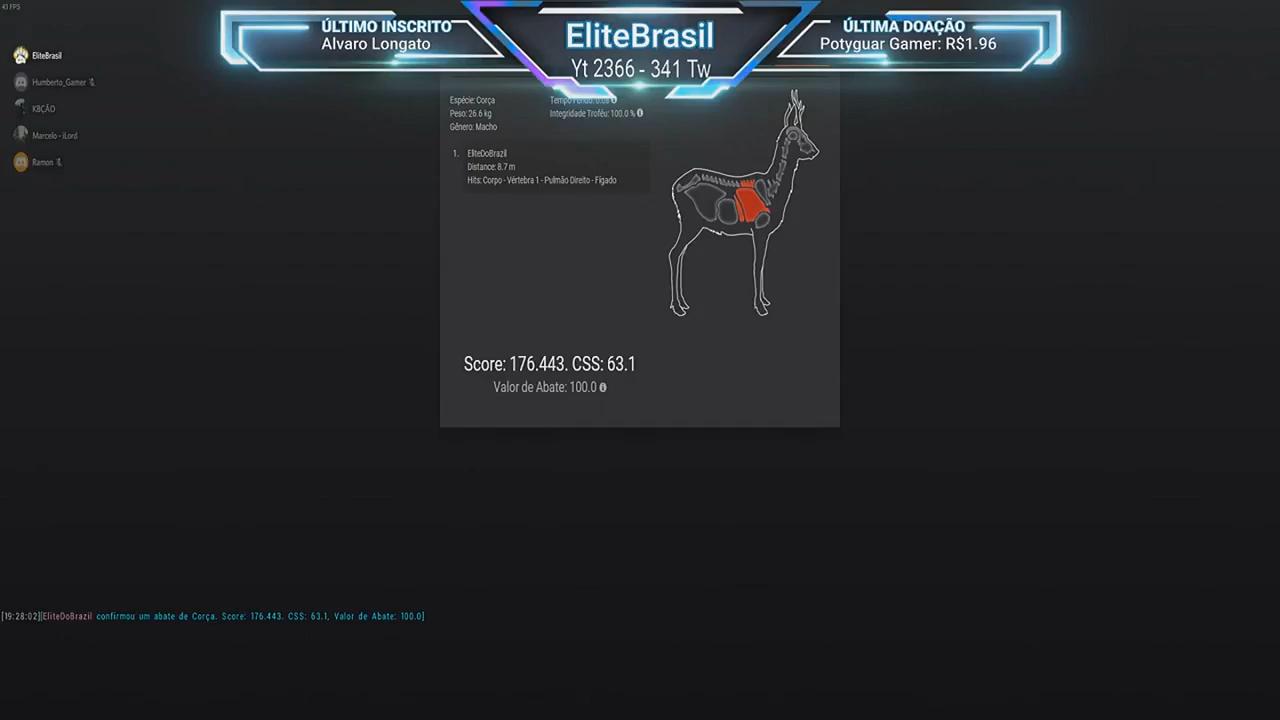 43 FPS
ÚLTIMO INSCRITO
Alvaro Longato
EliteBrasil
Yt 2366 - 341 Tw
ÚLTIMA DOAÇÃO
Potyguar Gamer: R$1.96
EliteBrasil
Humberto_Gamer
KBÇÃO
Marcelo - iLord
Ramon
Espécie: Corça
Peso: 26.6 kg
Gênero: Macho
Integridade Troféu: 100.0 %
1. EliteDoBrazil
Distance: 8.7 m
Hits: Corpo - Vértebra 1 - Pulmão Direito - Fígado
Score: 176.443. CSS: 63.1
Valor de Abate: 100.0
[19:28:02][EliteDoBrazil confirmou um abate de Corça. Score: 176.443. CSS: 63.1, Valor de Abate: 100.0]